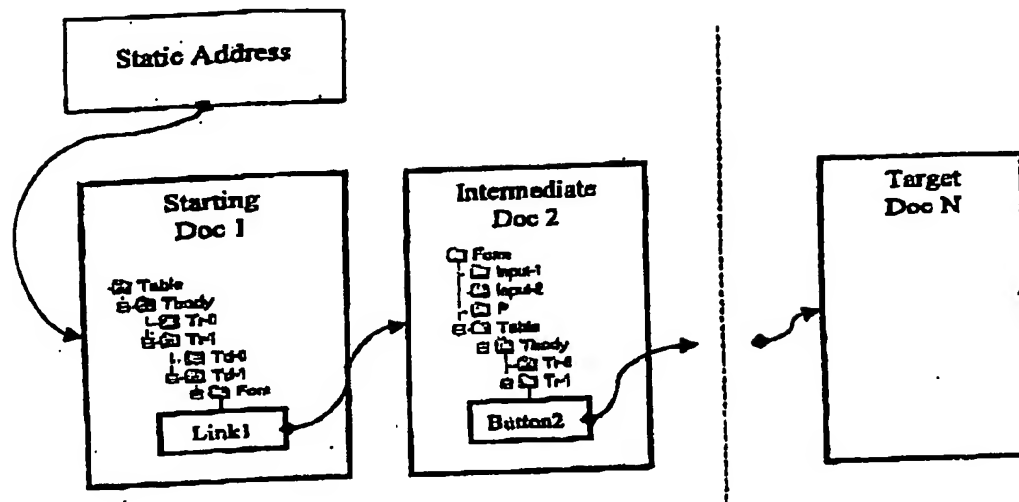 Static Address
Starting
Doc 1
Table
Tbody
Tr-0
Tr-1
Td-0
Td-1
Font
Link1
Intermediate
Doc 2
Form
Input-1
Input-2
P
Table
Tbody
Tr-0
Tr-1
Button2
Target
Doc N